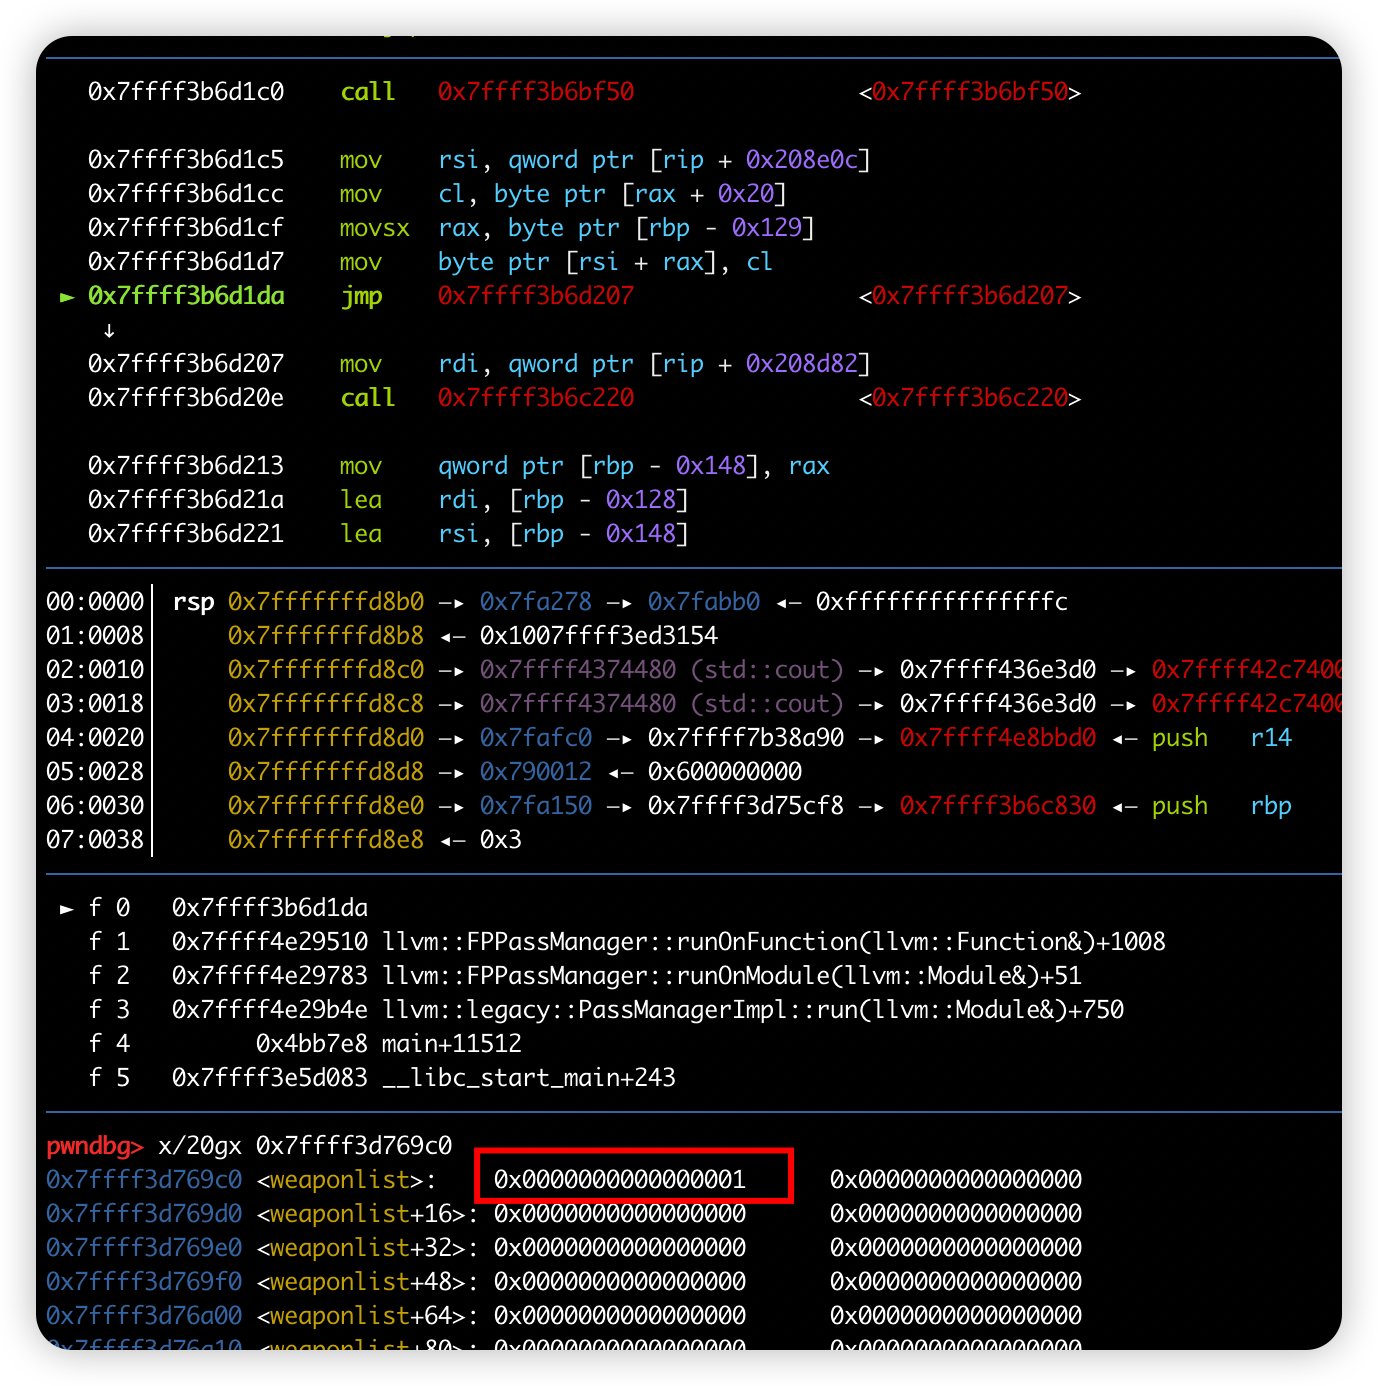 0x7ffff3b6d1c0 call 0x7ffff3b6bf50 <0x7ffff3b6bf50>
0x7ffff3b6d1c5 mov rsi, qword ptr [rip + 0x208e0c]
0x7ffff3b6d1cc mov cl, byte ptr [rax + 0x20]
0x7ffff3b6d1cf movsx rax, byte ptr [rbp - 0x129]
0x7ffff3b6d1d7 mov byte ptr [rsi + rax], cl
► 0x7ffff3b6d1da jmp 0x7ffff3b6d207 <0x7ffff3b6d207>
↓
0x7ffff3b6d207 mov rdi, qword ptr [rip + 0x208d82]
0x7ffff3b6d20e call 0x7ffff3b6c220 <0x7ffff3b6c220>
0x7ffff3b6d213 mov qword ptr [rbp - 0x148], rax
0x7ffff3b6d21a lea rdi, [rbp - 0x128]
0x7ffff3b6d221 lea rsi, [rbp - 0x148]
00:0000│ rsp 0x7fffffffd8b0 —▸ 0x7fa278 —▸ 0x7fabb0 ◂— 0xfffffffffffffffc
01:0008│ 0x7fffffffd8b8 ◂— 0x1007ffff3ed3154
02:0010│ 0x7fffffffd8c0 —▸ 0x7ffff4374480 (std::cout) —▸ 0x7ffff436e3d0 —▸ 0x7ffff42c7400
03:0018│ 0x7fffffffd8c8 —▸ 0x7ffff4374480 (std::cout) —▸ 0x7ffff436e3d0 —▸ 0x7ffff42c7400
04:0020│ 0x7fffffffd8d0 —▸ 0x7fafc0 —▸ 0x7ffff7b38a90 —▸ 0x7ffff4e8bbd0 ◂— push r14
05:0028│ 0x7fffffffd8d8 —▸ 0x790012 ◂— 0x600000000
06:0030│ 0x7fffffffd8e0 —▸ 0x7fa150 —▸ 0x7ffff3d75cf8 —▸ 0x7ffff3b6c830 ◂— push rbp
07:0038│ 0x7fffffffd8e8 ◂— 0x3
► f 0 0x7ffff3b6d1da
f 1 0x7ffff4e29510 llvm::FPPassManager::runOnFunction(llvm::Function&)+1008
f 2 0x7ffff4e29783 llvm::FPPassManager::runOnModule(llvm::Module&)+51
f 3 0x7ffff4e29b4e llvm::legacy::PassManagerImpl::run(llvm::Module&)+750
f 4 0x4bb7e8 main+11512
f 5 0x7ffff3e5d083 __libc_start_main+243
pwndbg> x/20gx 0x7ffff3d769c0
0x7ffff3d769c0 <weaponlist>: 0x0000000000000001 0x0000000000000000
0x7ffff3d769d0 <weaponlist+16>: 0x0000000000000000 0x0000000000000000
0x7ffff3d769e0 <weaponlist+32>: 0x0000000000000000 0x0000000000000000
0x7ffff3d769f0 <weaponlist+48>: 0x0000000000000000 0x0000000000000000
0x7ffff3d76a00 <weaponlist+64>: 0x0000000000000000 0x0000000000000000
0x7ffff3d76a10 <weaponlist+80>: 0x0000000000000000 0x0000000000000000